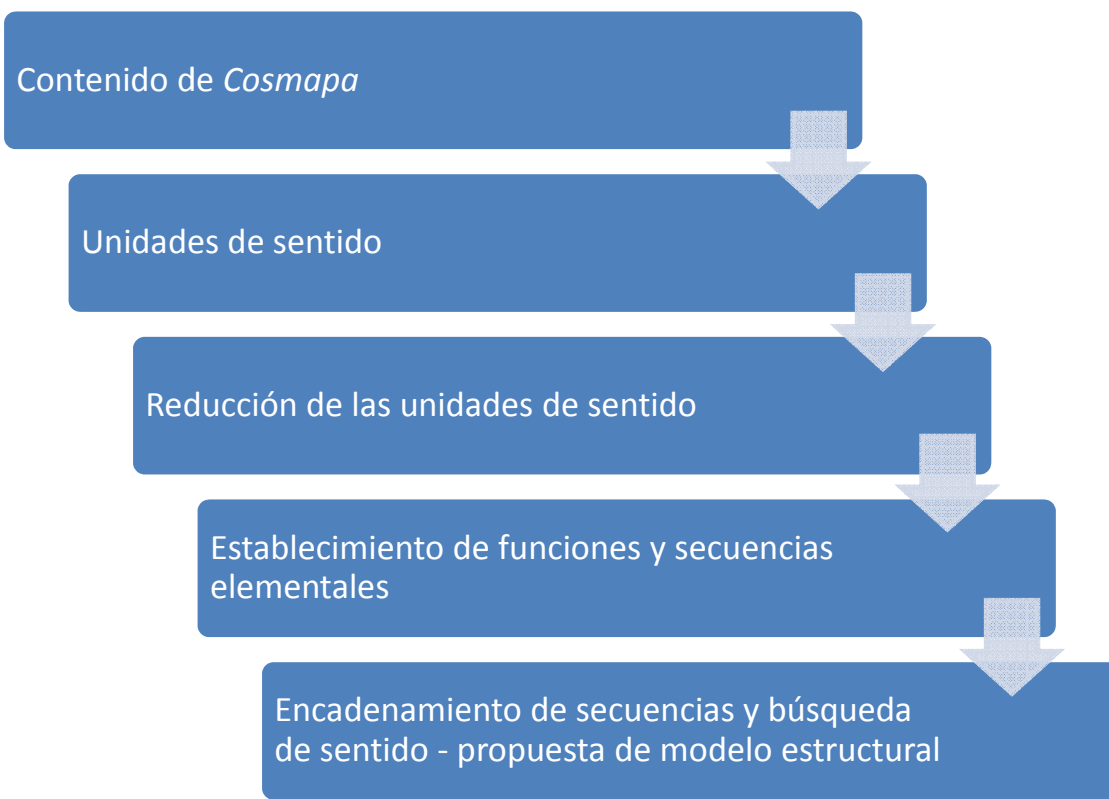 Contenido de Cosmapa
Unidades de sentido
Reducción de las unidades de sentido
Establecimiento de funciones y secuencias
elementales
Encadenamiento de secuencias y búsqueda
de sentido - propuesta de modelo estructural